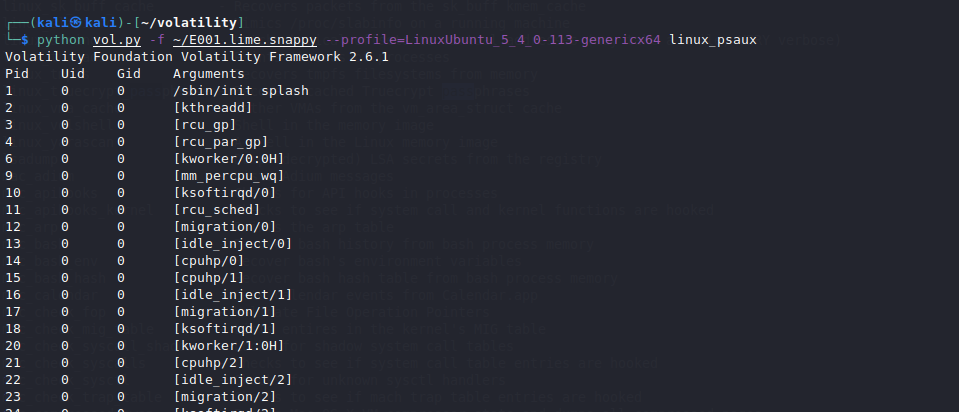 ┌──(kali㉿kali)-[~/volatility]
└─$ python vol.py -f ~/E001.lime.snappy --profile=LinuxUbuntu_5_4_0-113-genericx64 linux_psaux
Volatility Foundation Volatility Framework 2.6.1
Pid    Uid    Gid    Arguments
1      0      0      /sbin/init splash
2      0      0      [kthreadd]
3      0      0      [rcu_gp]
4      0      0      [rcu_par_gp]
6      0      0      [kworker/0:0H]
9      0      0      [mm_percpu_wq]
10     0      0      [ksoftirqd/0]
11     0      0      [rcu_sched]
12     0      0      [migration/0]
13     0      0      [idle_inject/0]
14     0      0      [cpuhp/0]
15     0      0      [cpuhp/1]
16     0      0      [idle_inject/1]
17     0      0      [migration/1]
18     0      0      [ksoftirqd/1]
20     0      0      [kworker/1:0H]
21     0      0      [cpuhp/2]
22     0      0      [idle_inject/2]
23     0      0      [migration/2]
24     0      0      [ksoftirqd/2]